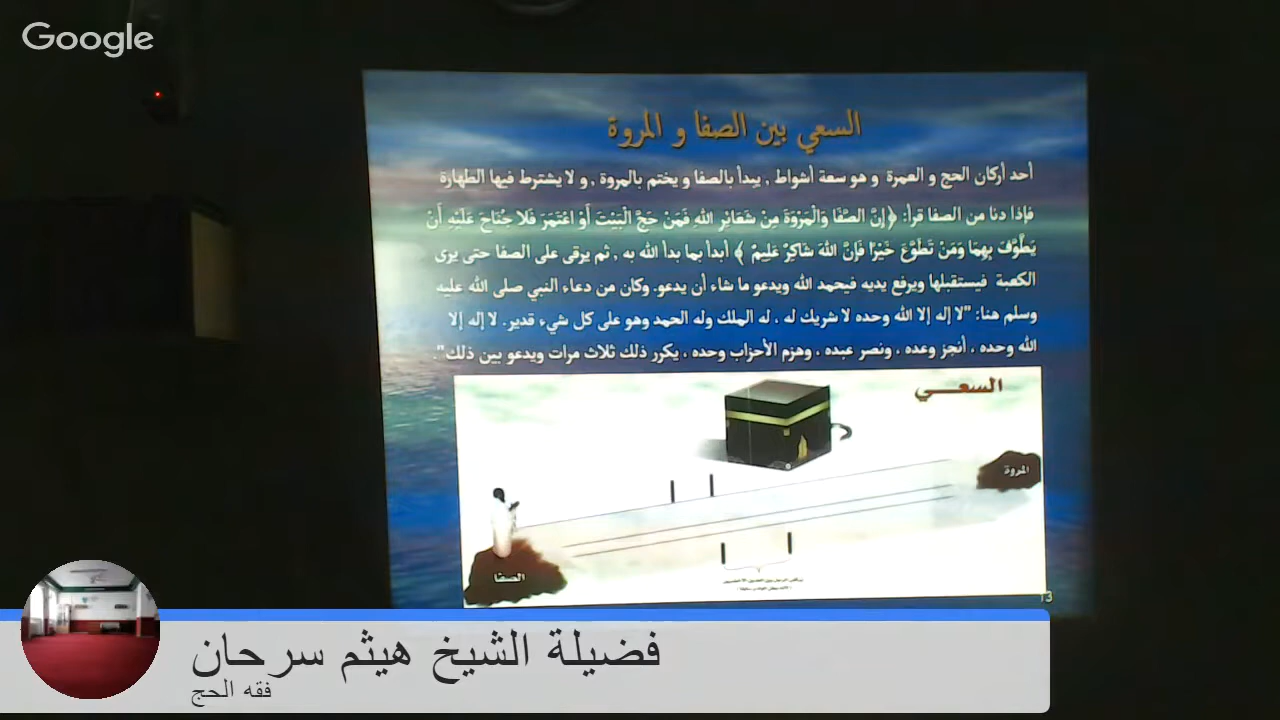 Google
السعي بين الصفا و المروة
أحد أركان الحج و العمرة و هو سعة أشواط , يبدأ بالصفا و يختم بالمروة , و لا يشترط فيها الطهارة
فإذا دنا من الصفا قرأ: ﴿إِنَّ الصَّفَا وَالْمَرْوَةَ مِنْ شَعَائِرِ اللهِ فَمَنْ حَجَّ الْبَيْتَ أَوْ اعْتَمَرَ فَلا جُنَاحَ عَلَيْهِ أَنْ
يَطَّوَّفَ بِهِمَا وَمَنْ تَطَوَّعَ خَيْرًا فَإِنَّ اللهَ شَاكِرٌ عَلِيمٌ ﴾ أبدأ بما بدأ الله به , ثم يرقى على الصفا حتى يرى
الكعبة فيستقبلها ويرفع يديه فيحمد الله ويدعو ما شاء أن يدعو. وكان من دعاء النبي صلى الله عليه
وسلم هنا: "لا إله إلا الله وحده لا شريك له ، له الملك وله الحمد وهو على كل شيء قدير. لا إله إلا
الله وحده ، أنجز وعده ، ونصر عبده ، وهزم الأحزاب وحده ، يكرر ذلك ثلاث مرات ويدعو بين ذلك".
السعـــي
المروة
الصفا
13
فضيلة الشيخ هيثم سرحان
فقه الحج